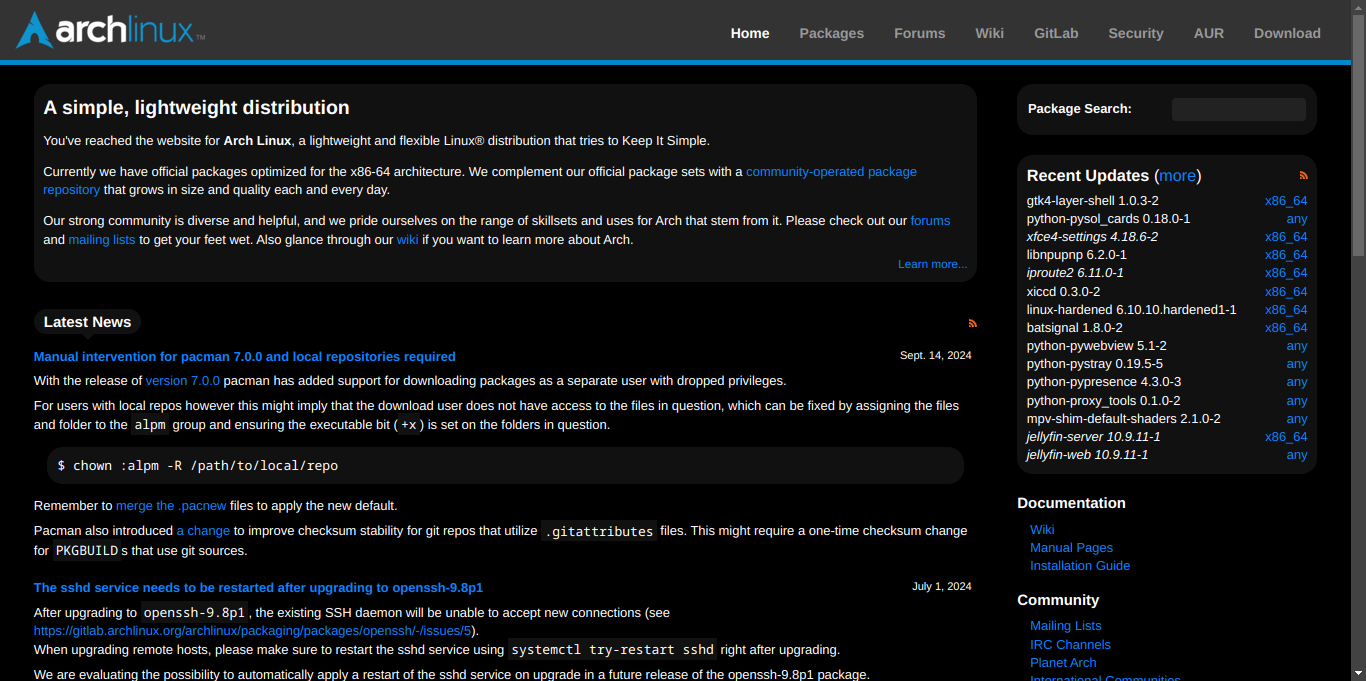 archlinux™
Home Packages Forums Wiki GitLab Security AUR Download
A simple, lightweight distribution
You've reached the website for Arch Linux, a lightweight and flexible Linux® distribution that tries to Keep It Simple.
Currently we have official packages optimized for the x86-64 architecture. We complement our official package sets with a community-operated package
repository that grows in size and quality each and every day.
Our strong community is diverse and helpful, and we pride ourselves on the range of skillsets and uses for Arch that stem from it. Please check out our forums
and mailing lists to get your feet wet. Also glance through our wiki if you want to learn more about Arch.
Learn more...
Latest News
Manual intervention for pacman 7.0.0 and local repositories required
Sept. 14, 2024
With the release of version 7.0.0 pacman has added support for downloading packages as a separate user with dropped privileges.
For users with local repos however this might imply that the download user does not have access to the files in question, which can be fixed by assigning the files
and folder to the alpm group and ensuring the executable bit (+x) is set on the folders in question.
$ chown :alpm -R /path/to/local/repo
Remember to merge the .pacnew files to apply the new default.
Pacman also introduced a change to improve checksum stability for git repos that utilize .gitattributes files. This might require a one-time checksum change
for PKGBUILDs that use git sources.
The sshd service needs to be restarted after upgrading to openssh-9.8p1
July 1, 2024
After upgrading to openssh-9.8p1, the existing SSH daemon will be unable to accept new connections (see
https://gitlab.archlinux.org/archlinux/packaging/packages/openssh/-/issues/5).
When upgrading remote hosts, please make sure to restart the sshd service using systemctl try-restart sshd right after upgrading.
We are evaluating the possibility to automatically apply a restart of the sshd service on upgrade in a future release of the openssh-9.8p1 package.
Package Search:
Recent Updates (more)
gtk4-layer-shell 1.0.3-2 x86_64
python-pysol_cards 0.18.0-1 any
xfce4-settings 4.18.6-2 x86_64
libnpupnp 6.2.0-1 x86_64
iproute2 6.11.0-1 x86_64
xiccd 0.3.0-2 x86_64
linux-hardened 6.10.10.hardened1-1 x86_64
batsignal 1.8.0-2 x86_64
python-pywebview 5.1-2 any
python-pystray 0.19.5-5 any
python-pypresence 4.3.0-3 any
python-proxy_tools 0.1.0-2 any
mpv-shim-default-shaders 2.1.0-2 any
jellyfin-server 10.9.11-1 x86_64
jellyfin-web 10.9.11-1 any
Documentation
Wiki
Manual Pages
Installation Guide
Community
Mailing Lists
IRC Channels
Planet Arch
International Communities